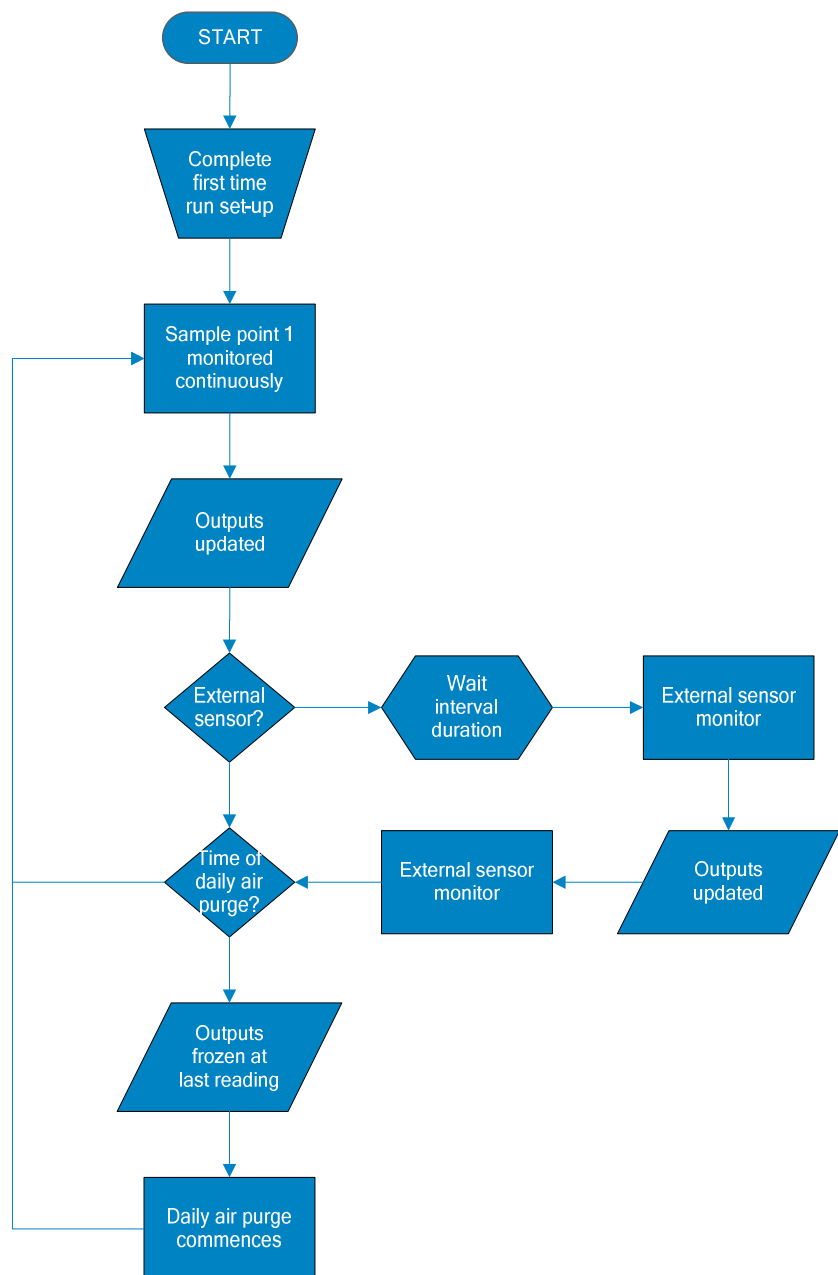 START
Complete
first time
run set-up
Sample point 1
monitored
continuously
Outputs
updated
External
sensor?
Wait
interval
duration
External sensor
monitor
Outputs
updated
External sensor
monitor
Time of
daily air
purge?
Outputs
frozen at
last reading
Daily air purge
commences